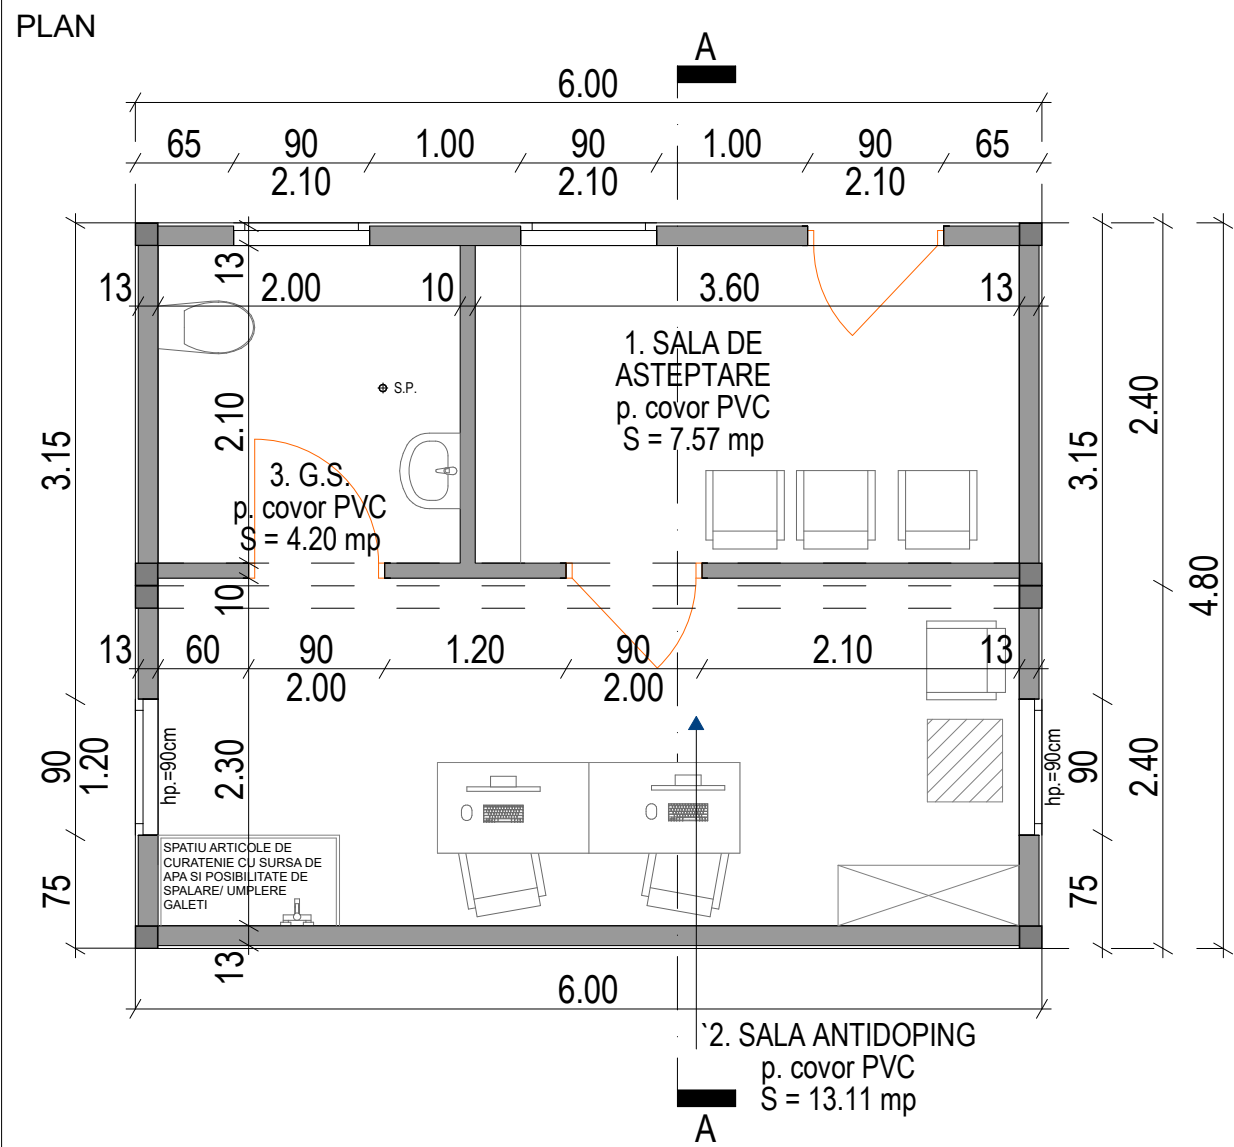 PLAN
A
6.00
65 90 1.00 90 1.00 90 65
2.10 2.10 2.10
13
13 2.00 10 3.60 13
1. SALA DE
ASTEPTARE
p. covor PVC
S = 7.57 mp
S.P.
2.10
3.15
3.15
2.40
4.80
3. G.S.
p. covor PVC
S = 4.20 mp
10
13 60 90 1.20 90 2.10 13
2.00 2.00
90
1.20
hp.=90cm
2.30
hp.=90cm
90
2.40
SPATIU ARTICOLE DE
CURATENIE CU SURSA DE
APA SI POSIBILITATE DE
SPALARE/ UMPLERE
GALETI
75
75
13
6.00
`2. SALA ANTIDOPING
p. covor PVC
S = 13.11 mp
A